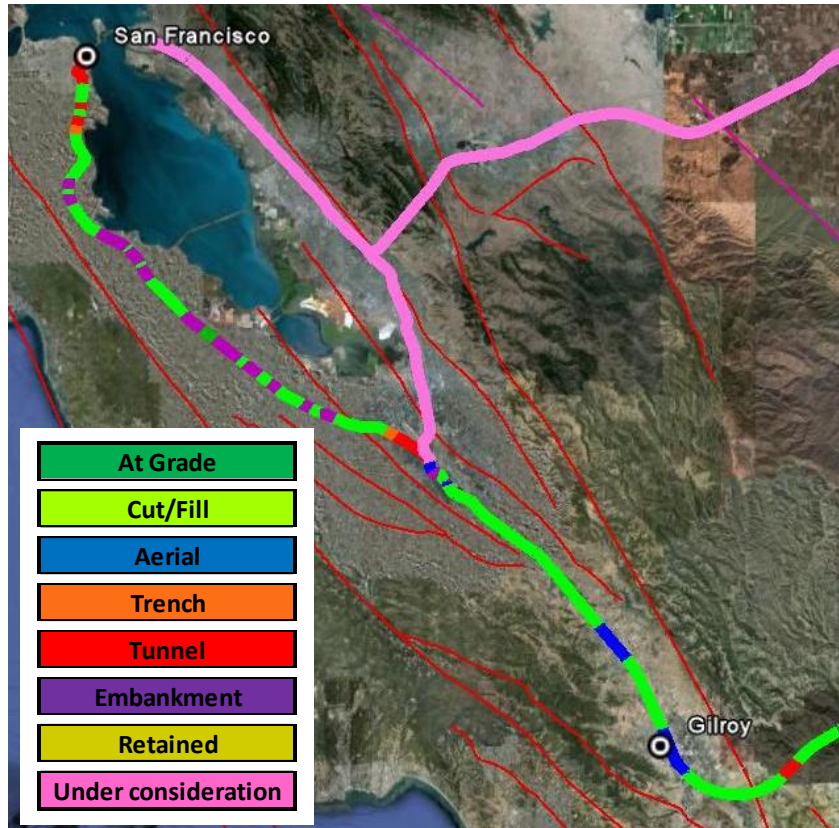 San Francisco
At Grade
Cut/Fill
Aerial
Trench
Tunnel
Embankment
Retained
Under consideration
Gilroy